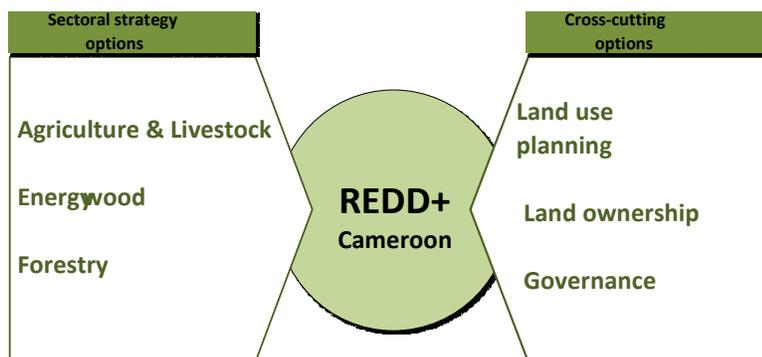 Sectoral strategy
options
Agriculture & Livestock
Energywood
Forestry
REDD+
Cameroon
Cross-cutting
options
Land use
planning
Land ownership
Governance